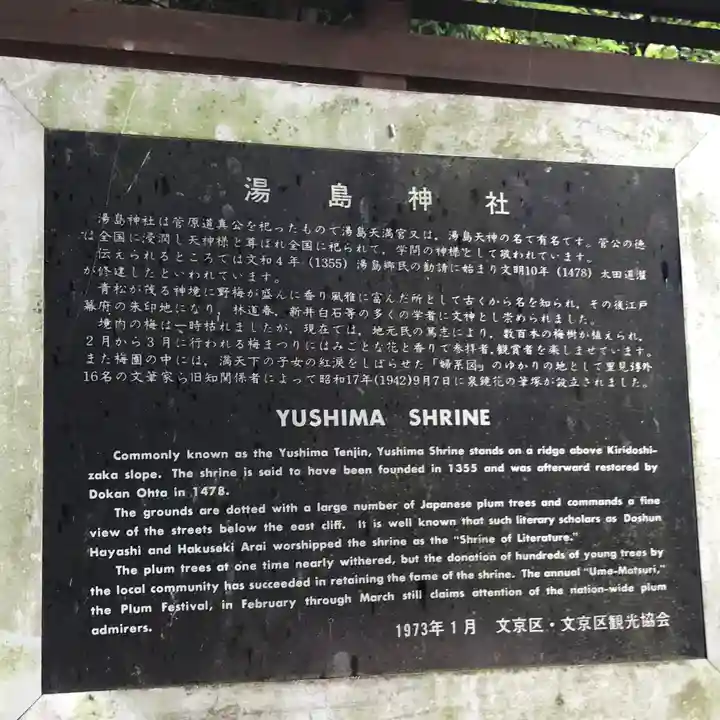 湯島神社
湯島神社は菅原道真公を祀ったもので湯島天満宮又は,湯島天神の名で有名です。菅公の徳
は全国に浸潤し天神様と尊ばれ全国に祀られて,学問の神様として扱われています。
伝えられるところでは文和4年(1355)湯島郷民の勧請に始まり文明10年(1478)太田道灌
が修建したといわれています。
青松が茂る神境に野梅が盛んに香り風雅に富んだ所として古くから名を知られ,その後江戸
幕府の朱印地になり,林道春,新井白石等の多くの学者に文神として崇められました。
境内の梅は一時枯れましたが,現在では,地元民の篤志により,数百本の梅樹が植えられ,
2月から3月に行われる梅まつりにはみごとな花と香りで参拝者,観賞者を楽しませています。
また梅園の中には,満天下の子女の紅涙をしぼらせた「婦系図」のゆかりの地として里見弴外
16名の文筆家ら旧知関係者によって昭和17年(1942)9月7日に泉鏡花の筆塚が設立されました。
YUSHIMA SHRINE
Commonly known as the Yushima Tenjin, Yushima Shrine stands on a ridge above Kiridoshi-
zaka slope. The shrine is said to have been founded in 1355 and was afterward restored by
Dokan Ohta in 1478.
The grounds are dotted with a large number of Japanese plum trees and commands a fine
view of the streets below the east cliff. It is well known that such literary scholars as Doshun
Hayashi and Hakuseki Arai worshipped the shrine as the "Shrine of Literature."
The plum trees at one time nearly withered, but the donation of hundreds of young trees by
the local community has succeeded in retaining the fame of the shrine. The annual "Ume-Matsuri,"
the Plum Festival, in February through March still claims attention of the nation-wide plum
admirers.
1973年1月 文京区・文京区観光協会